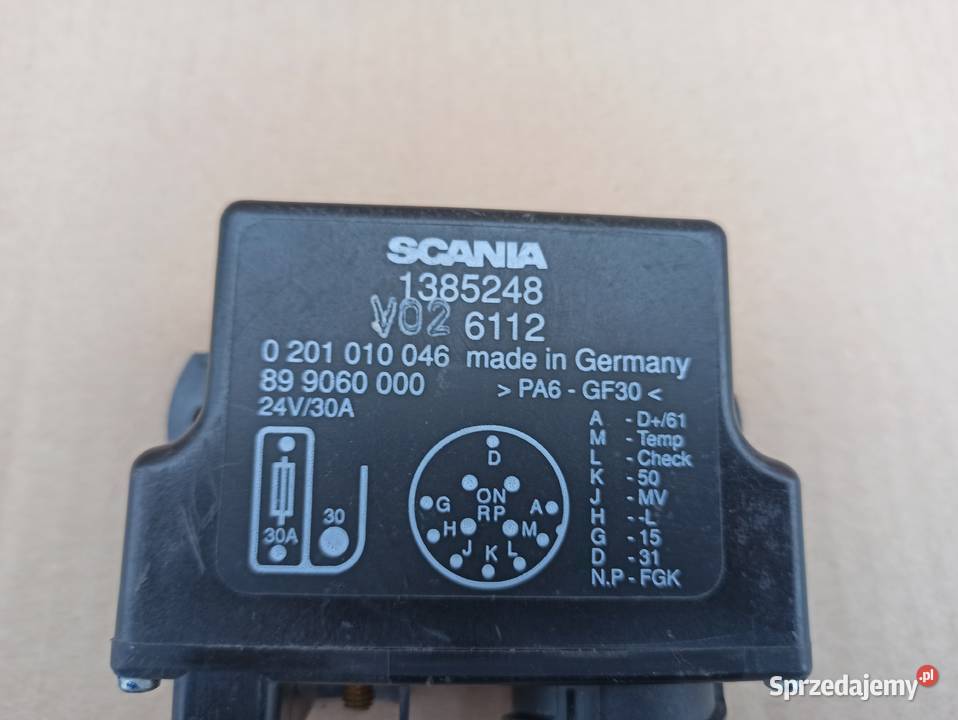 SCANIA
1385248
V02 6112
0 201 010 046 made in Germany
89 9060 000 > PA6 - GF30 <
24V/30A
30A
30
D
G ON A
H RP M
J K L
A - D+/61
M - Temp
L - Check
K - 50
J - MV
H - -L
G - 15
D - 31
N.P - FGK
Sprzedajemy.pl